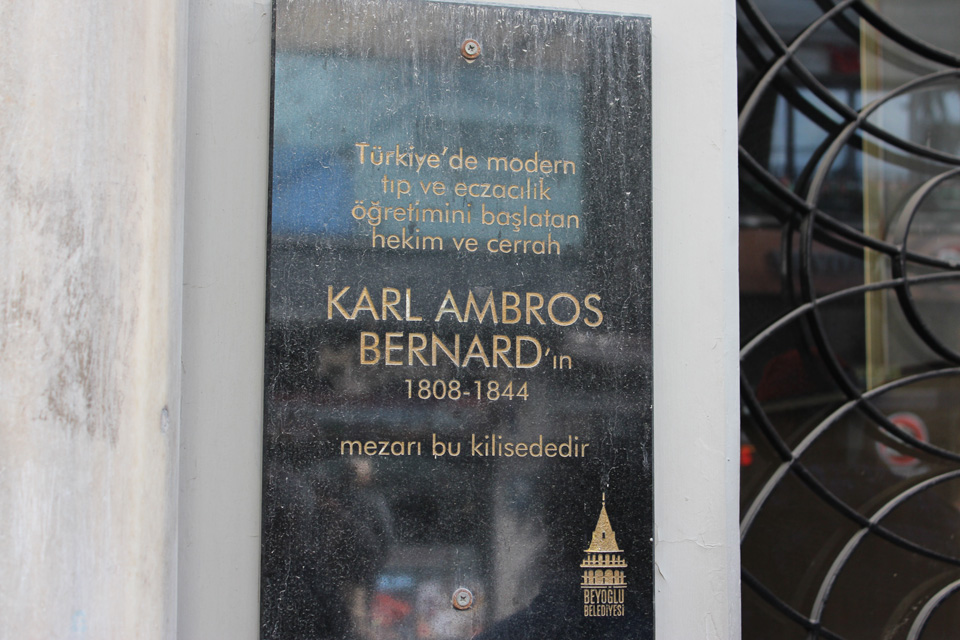 Türkiye'de modern
tıp ve eczacılık
öğretimini başlatan
hekim ve cerrah
KARL AMBROS
BERNARD'ın
1808-1844
mezarı bu kilisededir
BEYOĞLU
BELEDİYESİ